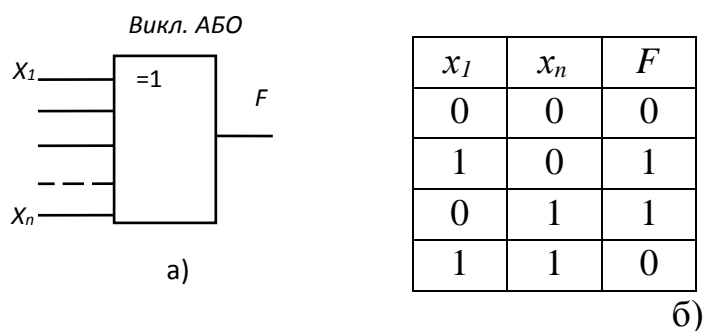 Викл. АБО
X1
=1
F
Xn
а)
x1 xn F
0 0 0
1 0 1
0 1 1
1 1 0
б)